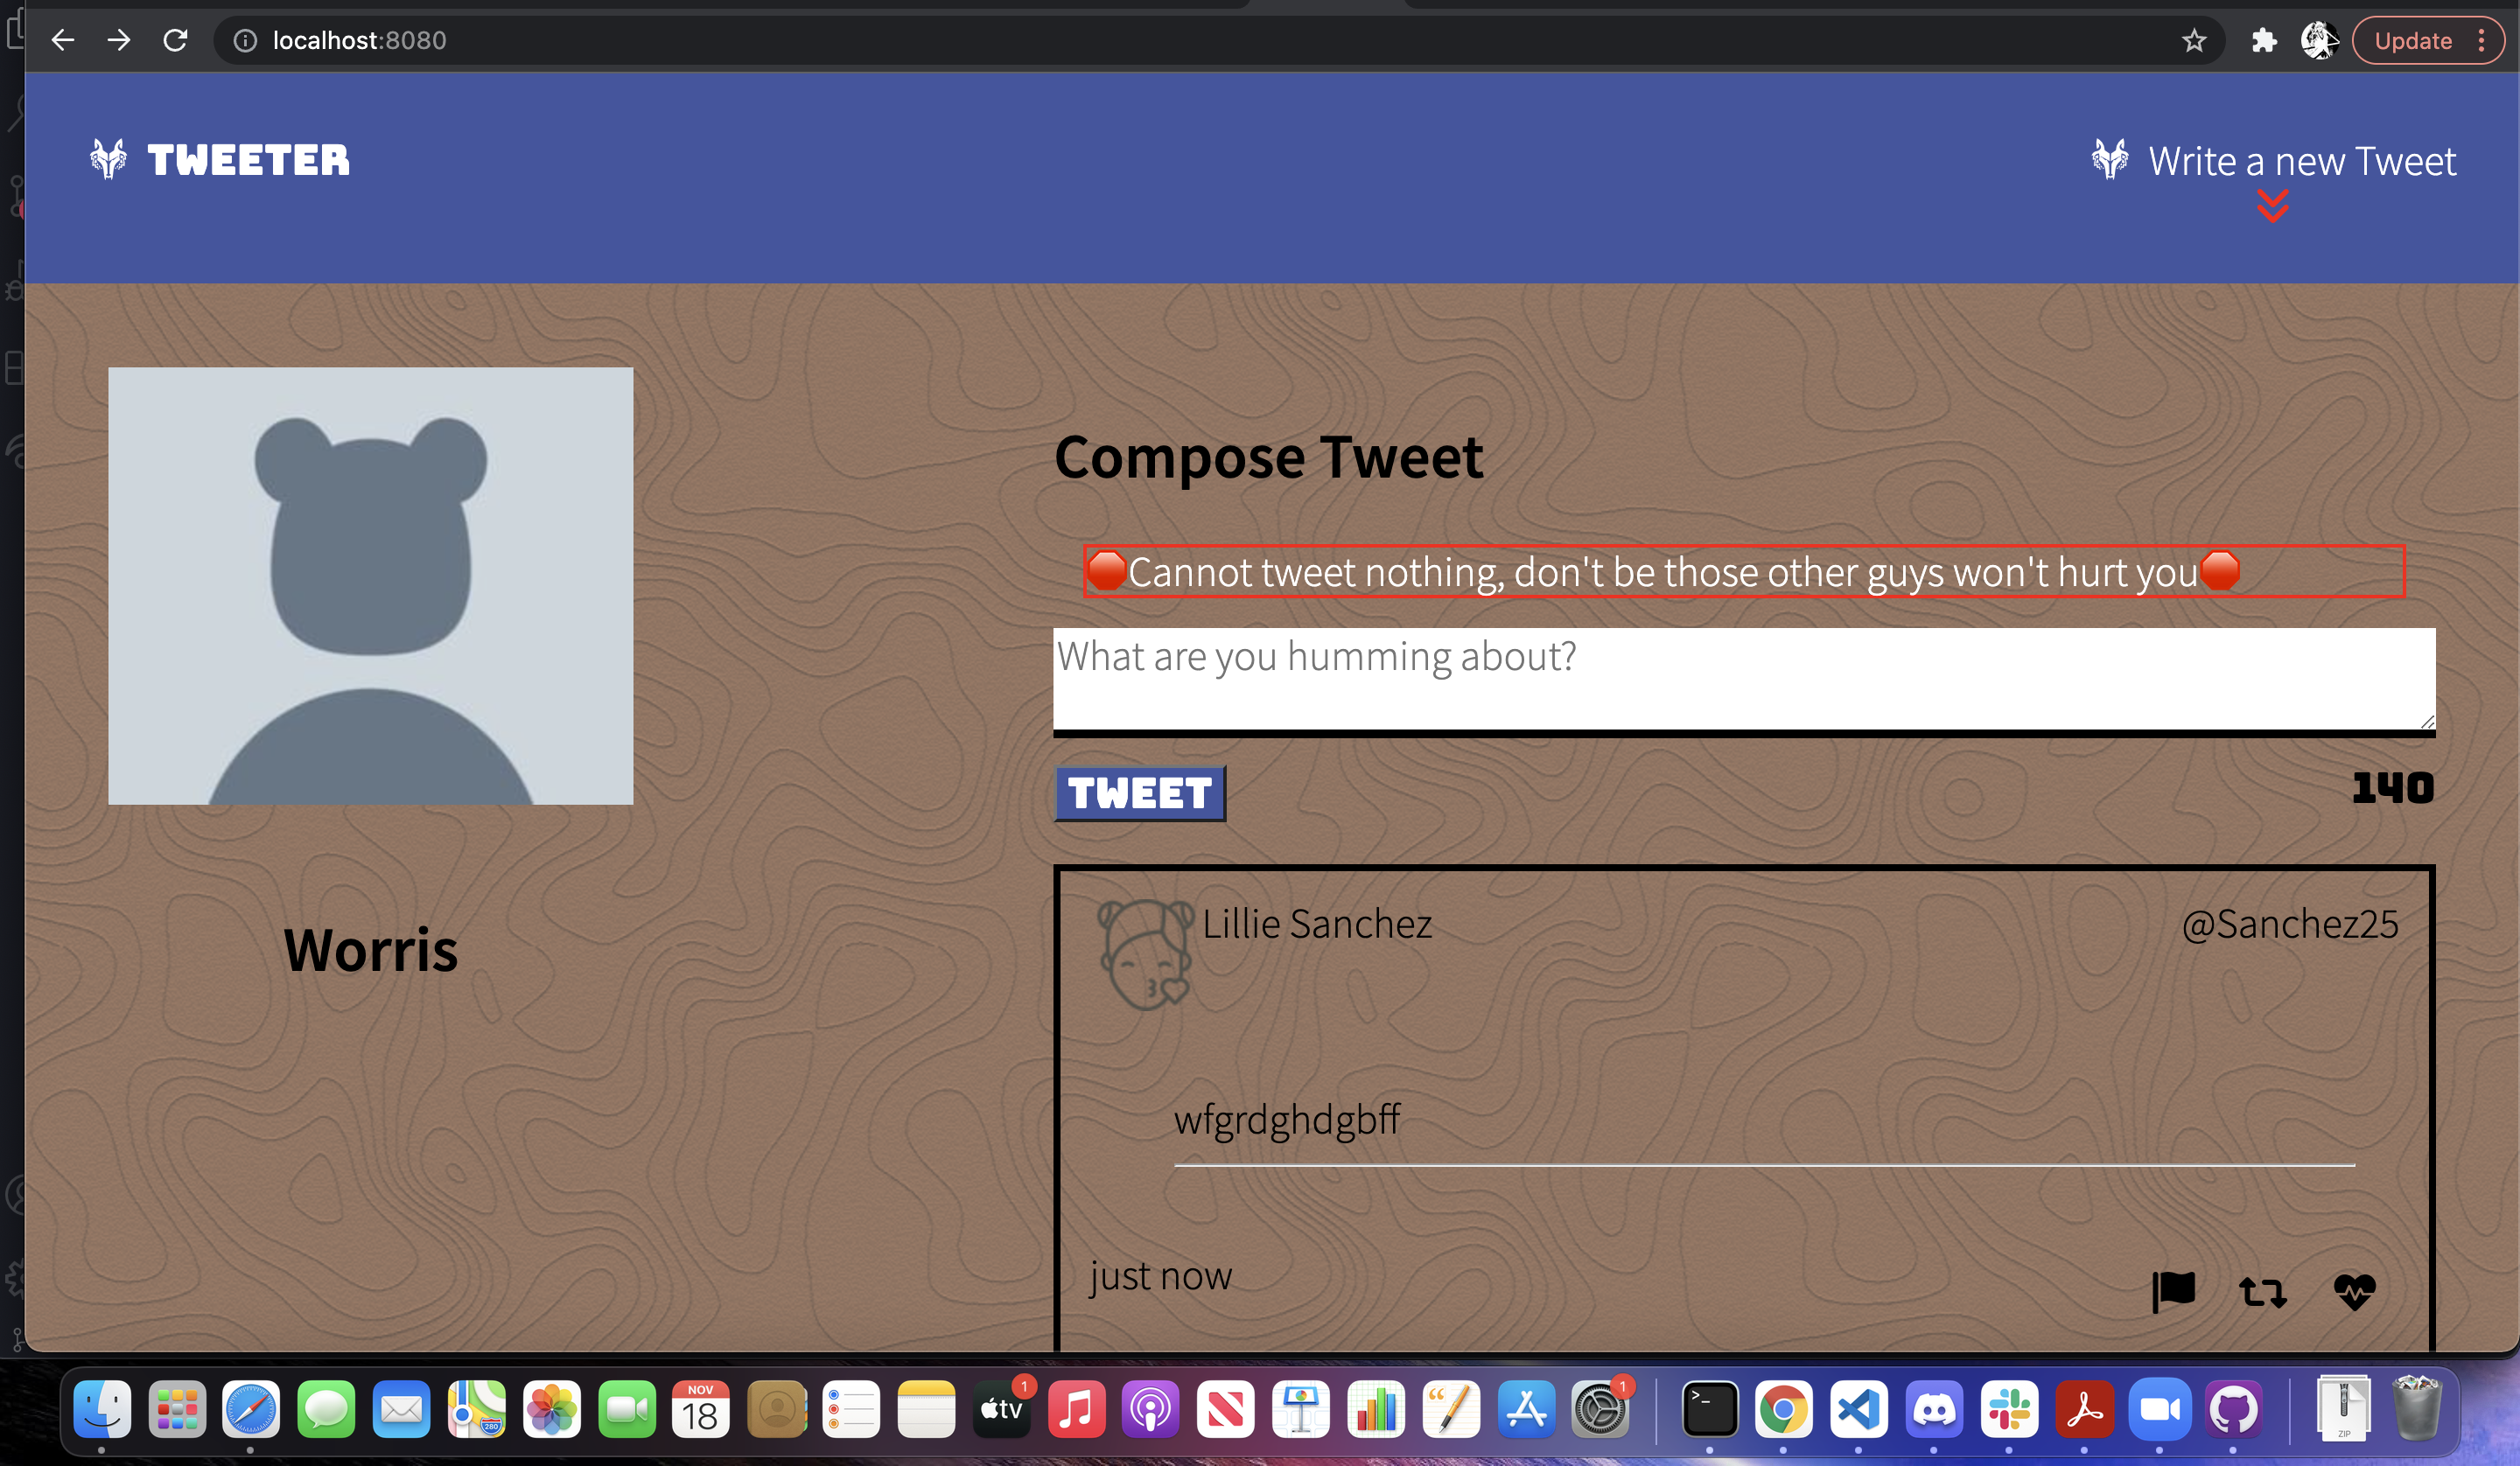 localhost:8080
Update
TWEETER
Write a new Tweet
Compose Tweet
🛑Cannot tweet nothing, don't be those other guys won't hurt you🛑
What are you humming about?
TWEET
140
Worris
Lillie Sanchez
@Sanchez25
wfgrdghdgbff
just now
280
NOV
18
tv
1
1
>_
ZIP